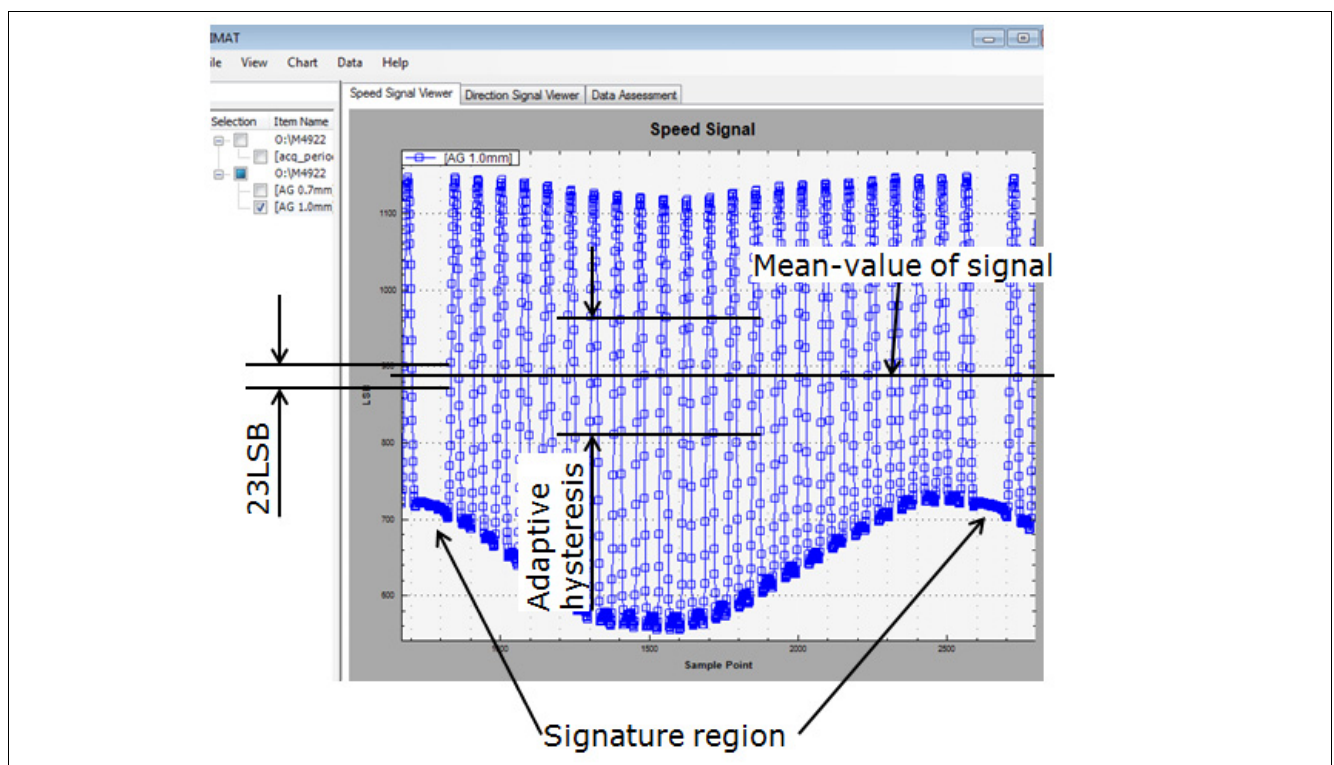 IMAT
ile View Chart Data Help
Speed Signal Viewer Direction Signal Viewer Data Assessment
Selection Item Name
O:\M4922
[acq_perio
O:\M4922
[AG 0.7mm
[AG 1.0mm
Speed Signal
[AG 1.0mm]
1100
1000
900
800
700
600
LSB
1500
2000
2500
Sample Point
Mean-value of signal
23LSB
Adaptive
hysteresis
Signature region